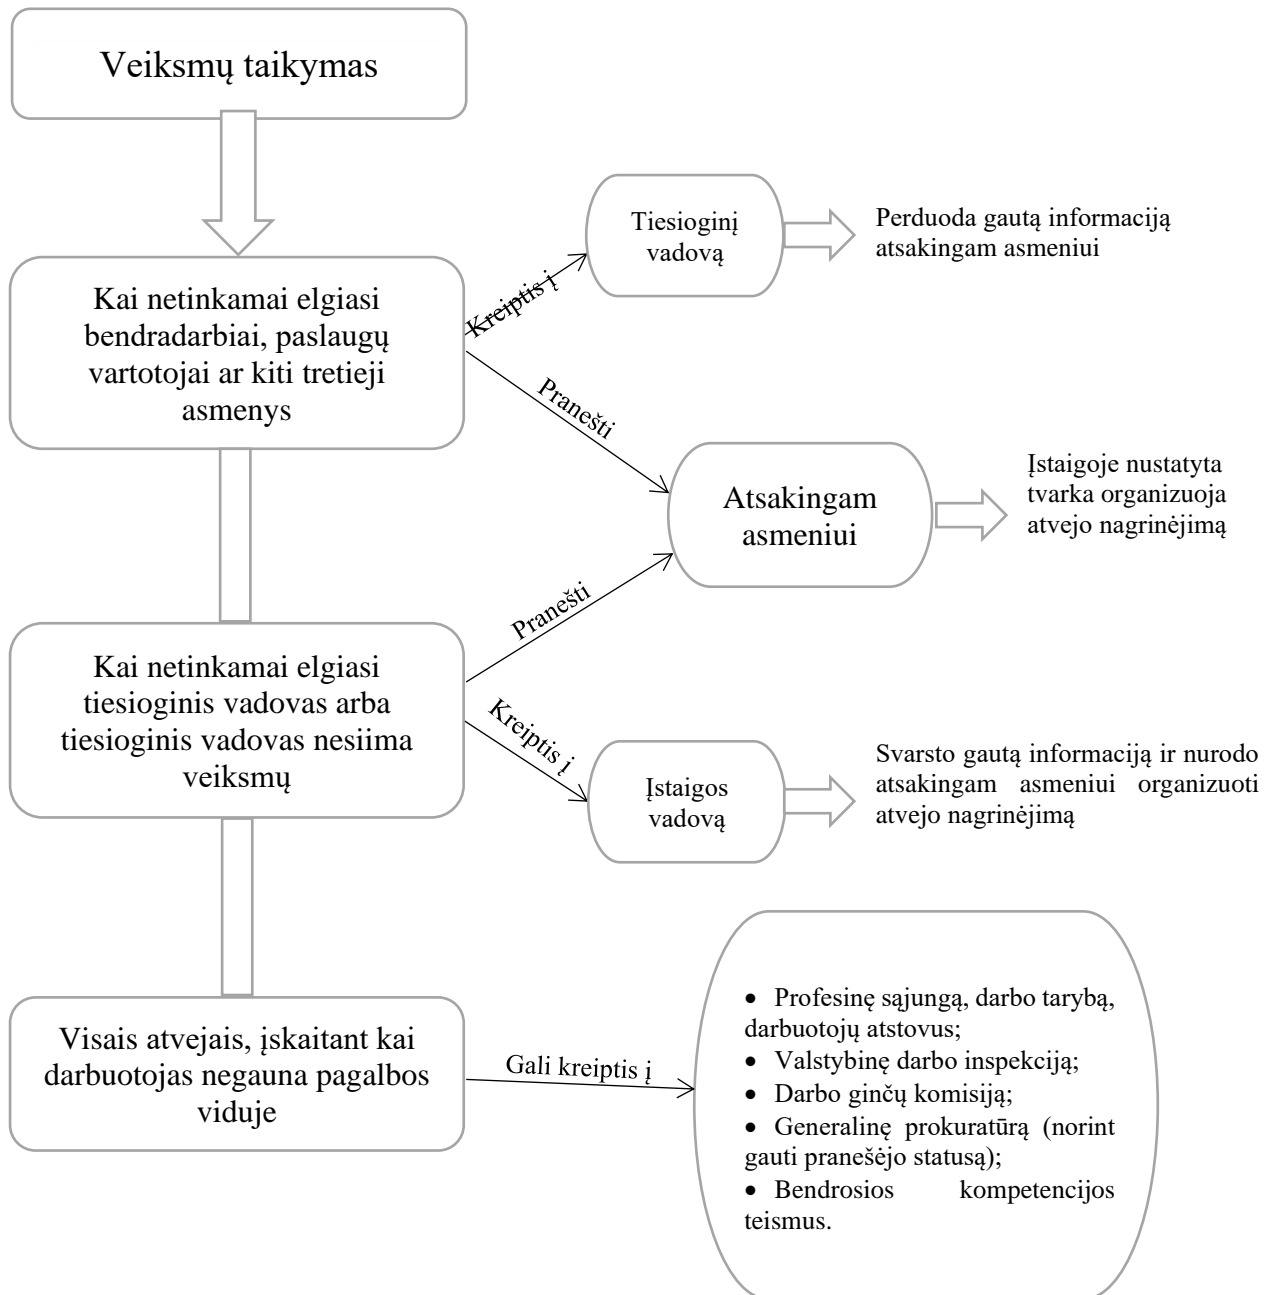 Veiksmų taikymas
Tiesioginį
vadovą
Perduoda gautą informaciją
atsakingam asmeniui
Kreiptis į
Kai netinkamai elgiasi
bendradarbiai, paslaugų
vartotojai ar kiti tretieji
asmenys
Pranešti
Atsakingam
asmeniui
Įstaigoje nustatyta
tvarka organizuoja
atvejo nagrinėjimą
Pranešti
Kai netinkamai elgiasi
tiesioginis vadovas arba
tiesioginis vadovas nesiima
veiksmų
Kreiptis į
Įstaigos
vadovą
Svarsto gautą informaciją ir nurodo
atsakingam asmeniui organizuoti
atvejo nagrinėjimą
Visais atvejais, įskaitant kai
darbuotojas negauna pagalbos
viduje
Gali kreiptis į
• Profesinę sąjungą, darbo tarybą,
darbuotojų atstovus;
• Valstybinę darbo inspekciją;
• Darbo ginčų komisiją;
• Generalinę prokuratūrą (norint
gauti pranešėjo statusą);
• Bendrosios kompetencijos
teismus.